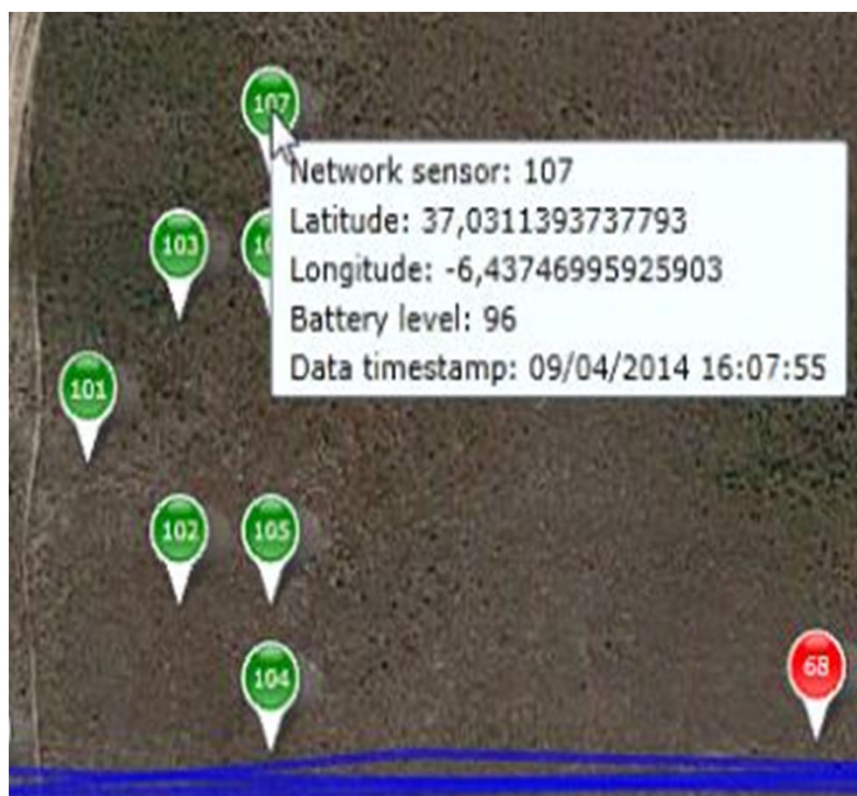 107
Network sensor: 107
Latitude: 37,0311393737793
Longitude: -6,43746995925903
Battery level: 96
Data timestamp: 09/04/2014 16:07:55
103
101
102
105
104
68